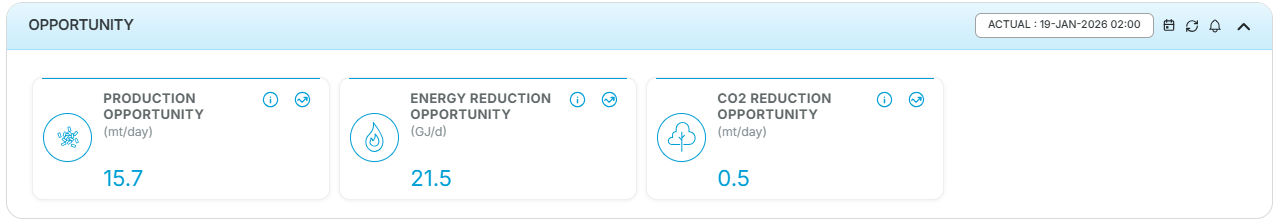 OPPORTUNITY
ACTUAL : 19-JAN-2026 02:00
PRODUCTION
OPPORTUNITY
(mt/day)
15.7
ENERGY REDUCTION
OPPORTUNITY
(GJ/d)
21.5
CO2 REDUCTION
OPPORTUNITY
(mt/day)
0.5